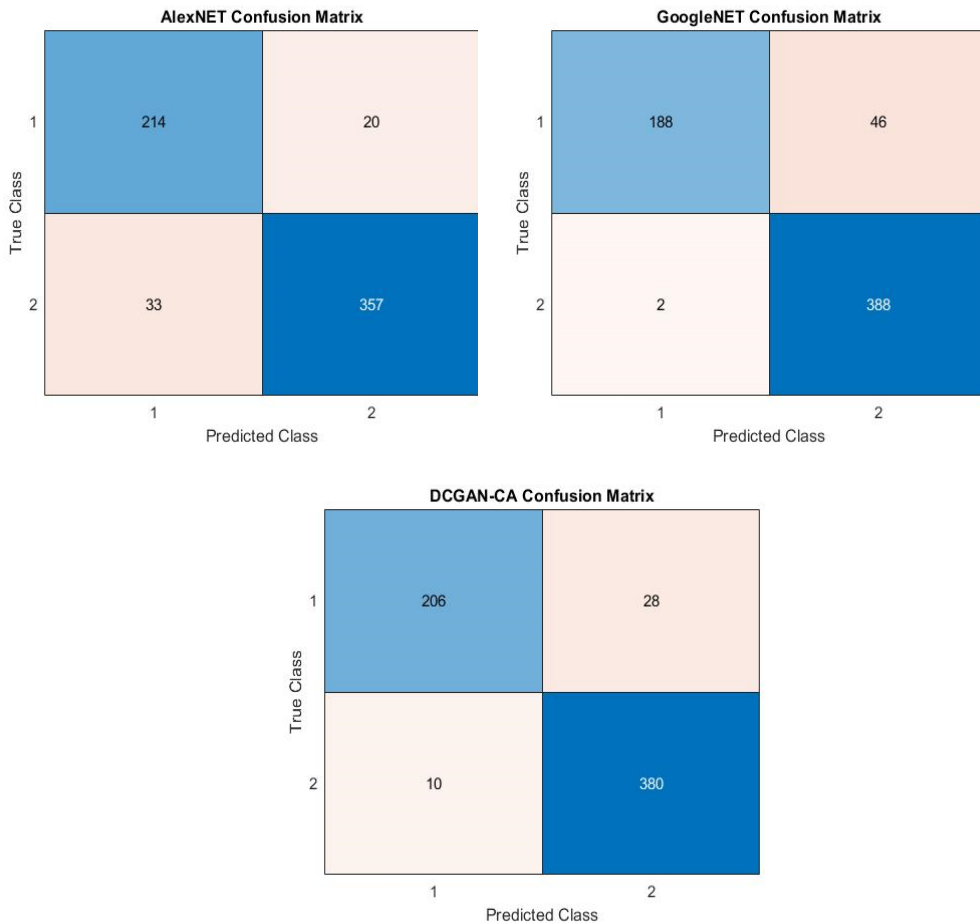 AlexNET Confusion Matrix
True Class
1
214
20
2
33
357
1
2
Predicted Class
GoogleNET Confusion Matrix
True Class
1
188
46
2
2
388
1
2
Predicted Class
DCGAN-CA Confusion Matrix
True Class
1
206
28
2
10
380
1
2
Predicted Class